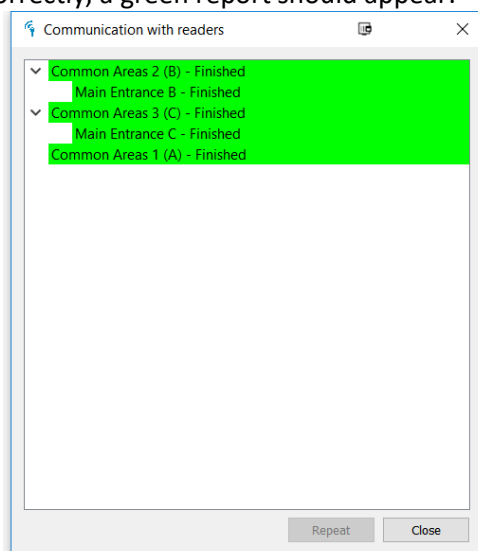 orrectly, a green report should appear.
Communication with readers
Common Areas 2 (B) - Finished
Main Entrance B - Finished
Common Areas 3 (C) - Finished
Main Entrance C - Finished
Common Areas 1 (A) - Finished
Repeat Close